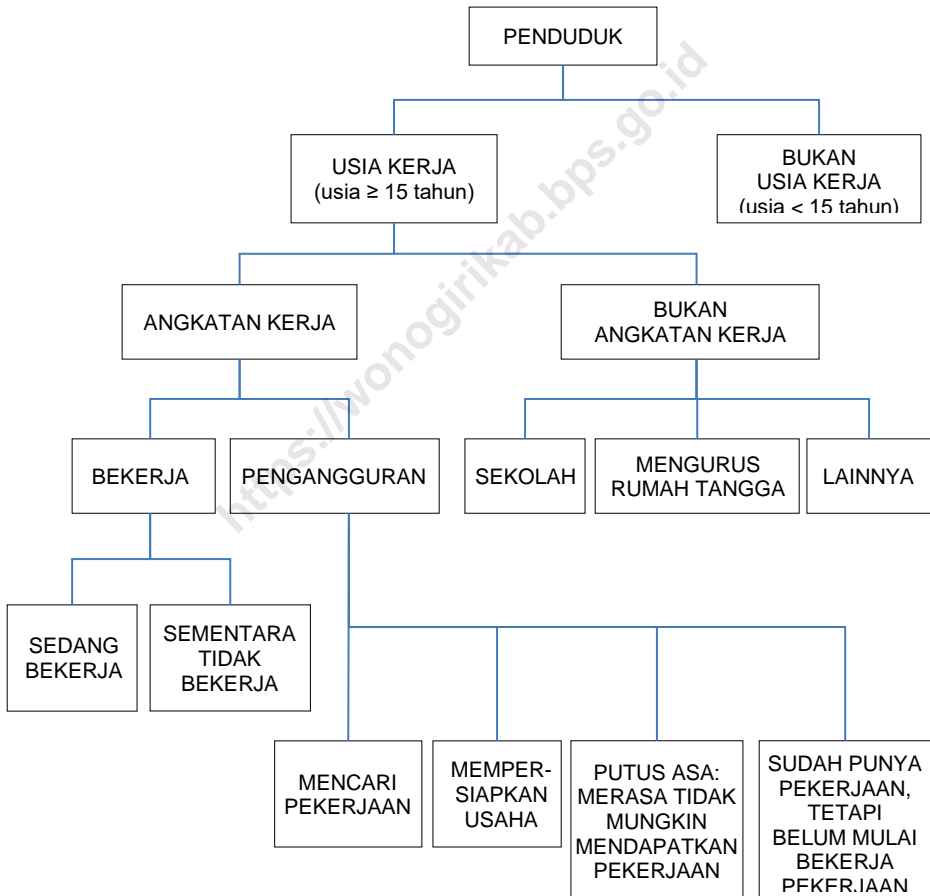 PENDUDUK
USIA KERJA
(usia ≥ 15 tahun)
BUKAN
USIA KERJA
(usia < 15 tahun)
ANGKATAN KERJA
BUKAN
ANGKATAN KERJA
BEKERJA
PENGANGGURAN
SEKOLAH
MENGURUS
RUMAH TANGGA
LAINNYA
SEDANG
BEKERJA
SEMENTARA
TIDAK
BEKERJA
MENCARI
PEKERJAAN
MEMPER-
SIAPKAN
USAHA
PUTUS ASA:
MERASA TIDAK
MUNGKIN
MENDAPATKAN
PEKERJAAN
SUDAH PUNYA
PEKERJAAN,
TETAPI
BELUM MULAI
BEKERJA
PEKERJAAN
https://wonogirikab.bps.go.id